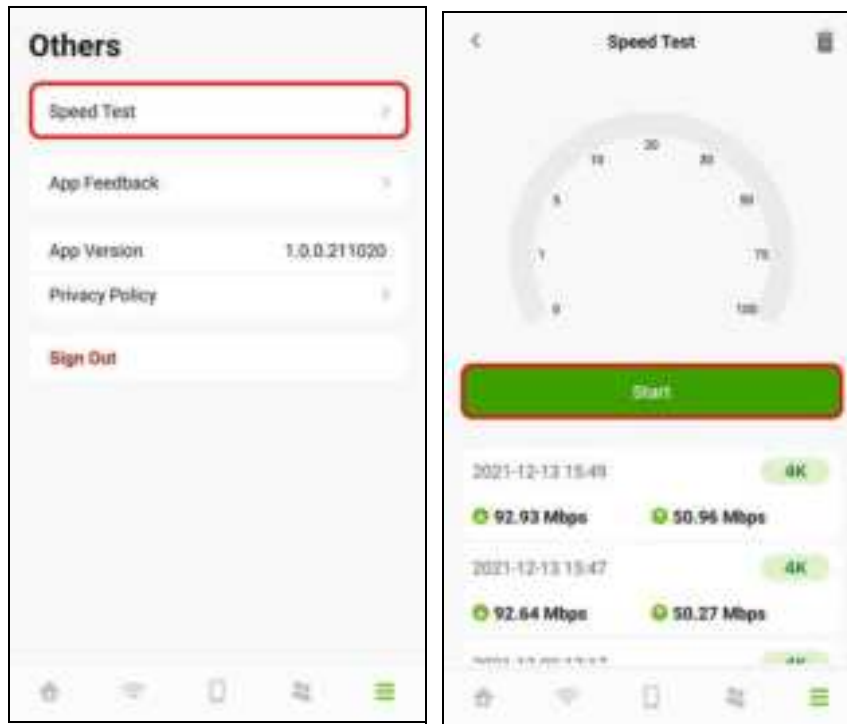 Others
Speed Test
App Feedback
App Version 1.0.0.211020
Privacy Policy
Sign Out
Speed Test
0
1
5
10
20
30
50
75
100
Start
2021-12-13 15:49 4K
92.93 Mbps 50.96 Mbps
2021-12-13 15:47 4K
92.64 Mbps 50.27 Mbps